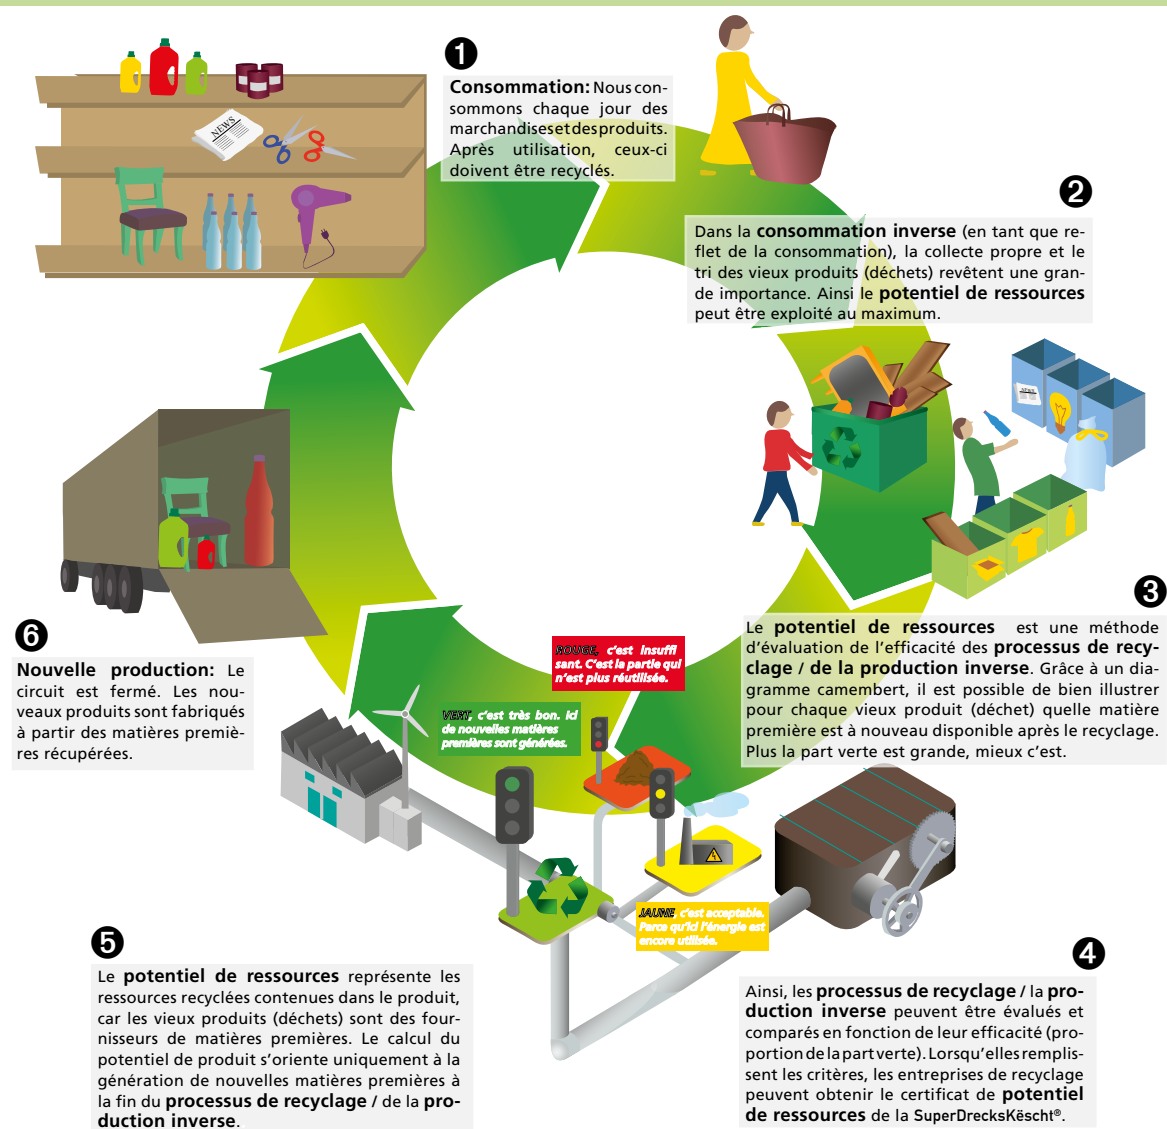 ❶
Consommation: Nous con-
sommons chaque jour des
marchandises et des produits.
Après utilisation, ceux-ci
doivent être recyclés.
NEWS
❷
Dans la consommation inverse (en tant que re-
flet de la consommation), la collecte propre et le
tri des vieux produits (déchets) revêtent une gran-
de importance. Ainsi le potentiel de ressources
peut être exploité au maximum.
NEWS
❸
Le potentiel de ressources est une méthode
d'évaluation de l'efficacité des processus de recy-
clage / de la production inverse. Grâce à un dia-
gramme camembert, il est possible de bien illustrer
pour chaque vieux produit (déchet) quelle matière
première est à nouveau disponible après le recyclage.
Plus la part verte est grande, mieux c'est.
ROUGE, c'est insuffi
sant. C'est la partie qui
n'est plus réutilisée.
VERT, c'est très bon. Ici
de nouvelles matières
premières sont générées.
JAUNE, c'est acceptable.
Parce qu'ici l'énergie est
encore utilisée.
❹
Ainsi, les processus de recyclage / la pro-
duction inverse peuvent être évalués et
comparés en fonction de leur efficacité (pro-
portion de la part verte). Lorsqu'elles remplis-
sent les critères, les entreprises de recyclage
peuvent obtenir le certificat de potentiel
de ressources de la SuperDrecksKëscht®.
❺
Le potentiel de ressources représente les
ressources recyclées contenues dans le produit,
car les vieux produits (déchets) sont des four-
nisseurs de matières premières. Le calcul du
potentiel de produit s'oriente uniquement à la
génération de nouvelles matières premières à
la fin du processus de recyclage / de la pro-
duction inverse.
❻
Nouvelle production: Le
circuit est fermé. Les nou-
veaux produits sont fabriqués
à partir des matières premiè-
res récupérées.